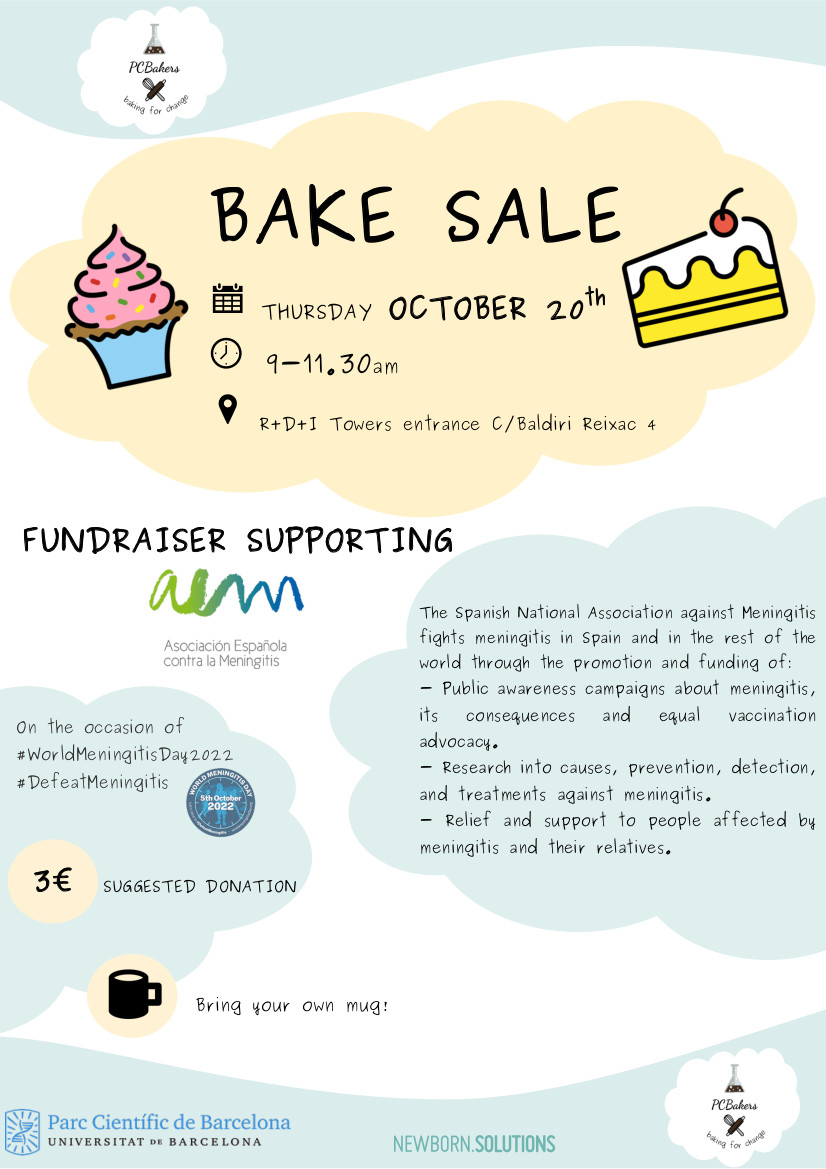 PCBakers
baking for change
BAKE SALE
THURSDAY OCTOBER 20th
9-11.30am
R+D+I Towers entrance C/Baldiri Reixac 4
FUNDRAISER SUPPORTING
aem
Asociación Española
contra la Meningitis
The Spanish National Association against Meningitis
fights meningitis in Spain and in the rest of the
world through the promotion and funding of:
- Public awareness campaigns about meningitis,
its consequences and equal vaccination
advocacy.
- Research into causes, prevention, detection,
and treatments against meningitis.
- Relief and support to people affected by
meningitis and their relatives.
On the occasion of
#WorldMeningitisDay2022
#DefeatMeningitis
WORLD MENINGITIS DAY
5th October
2022
3€ SUGGESTED DONATION
Bring your own mug!
Parc Científic de Barcelona
UNIVERSITAT DE BARCELONA
NEWBORN.SOLUTIONS
PCBakers
baking for change